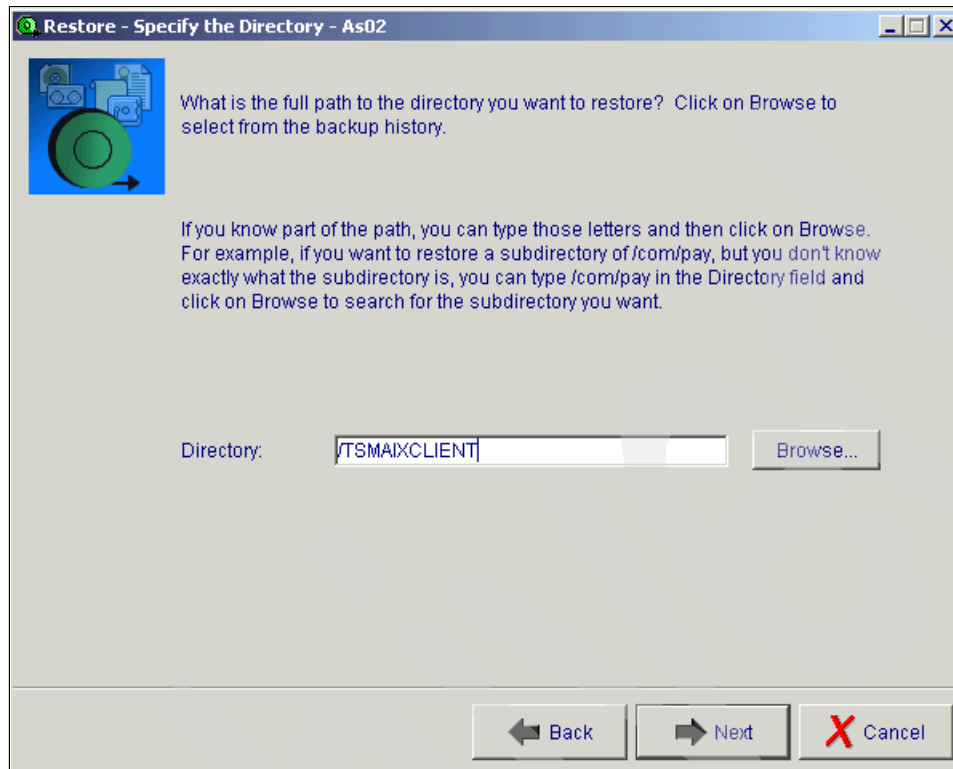 Restore - Specify the Directory - As02
What is the full path to the directory you want to restore? Click on Browse to
select from the backup history.
If you know part of the path, you can type those letters and then click on Browse.
For example, if you want to restore a subdirectory of /com/pay, but you don't know
exactly what the subdirectory is, you can type /com/pay in the Directory field and
click on Browse to search for the subdirectory you want.
Directory: /TSMAIXCLIENT Browse...
Back Next Cancel